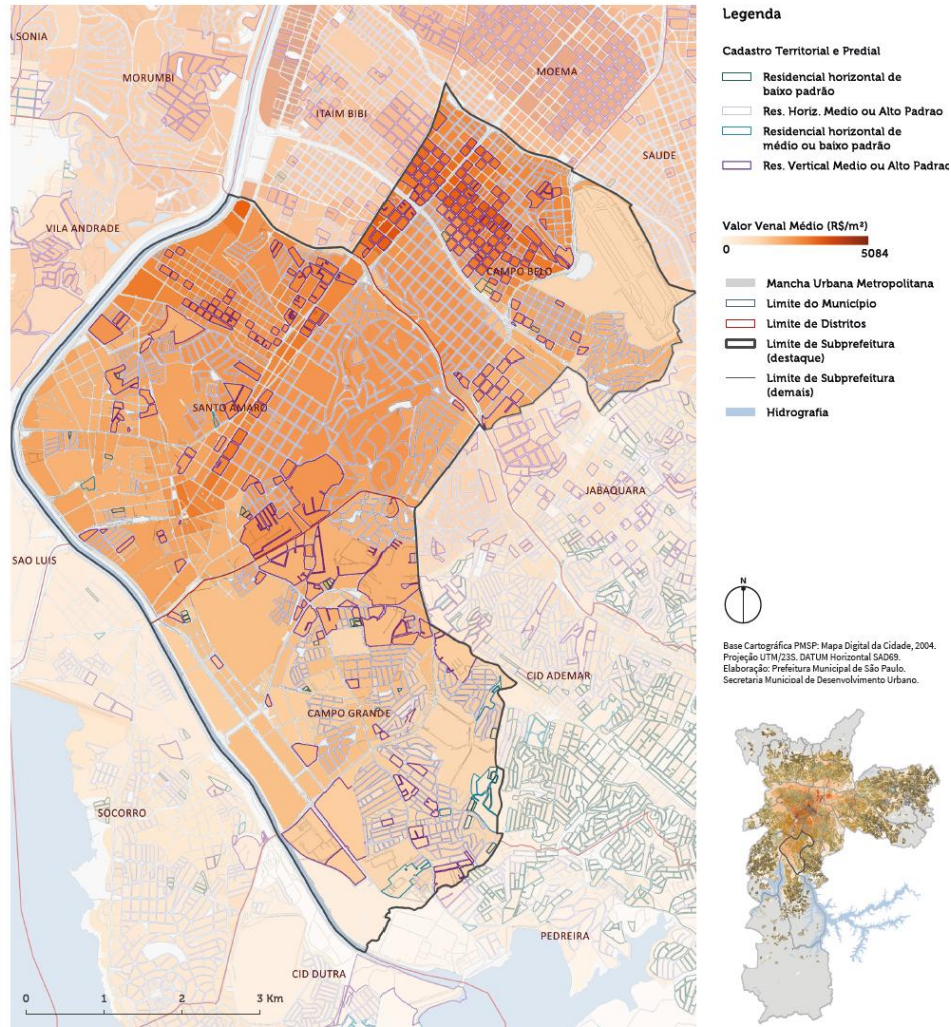 A SONIA
MORUMBI
MOEMA
ITAIM BIBI
SAUDE
VILA ANDRADE
CAMPO BELO
SANTO AMARO
JABAQUARA
SAO LUIS
CID ADEMAR
CAMPO GRANDE
SOCORRO
PEDREIRA
CID DUTRA
0 1 2 3 Km
Legenda
Cadastro Territorial e Predial
Residencial horizontal de
baixo padrão
Res. Horiz. Medio ou Alto Padrao
Residencial horizontal de
médio ou baixo padrão
Res. Vertical Medio ou Alto Padrao
Valor Venal Médio (R$/m²)
0 5084
Mancha Urbana Metropolitana
Limite do Município
Limite de Distritos
Limite de Subprefeitura
(destaque)
Limite de Subprefeitura
(demais)
Hidrografia
N
Base Cartográfica PMSP: Mapa Digital da Cidade, 2004.
Projeção UTM/23S. DATUM Horizontal SAD69.
Elaboração: Prefeitura Municipal de São Paulo.
Secretaria Municipal de Desenvolvimento Urbano.